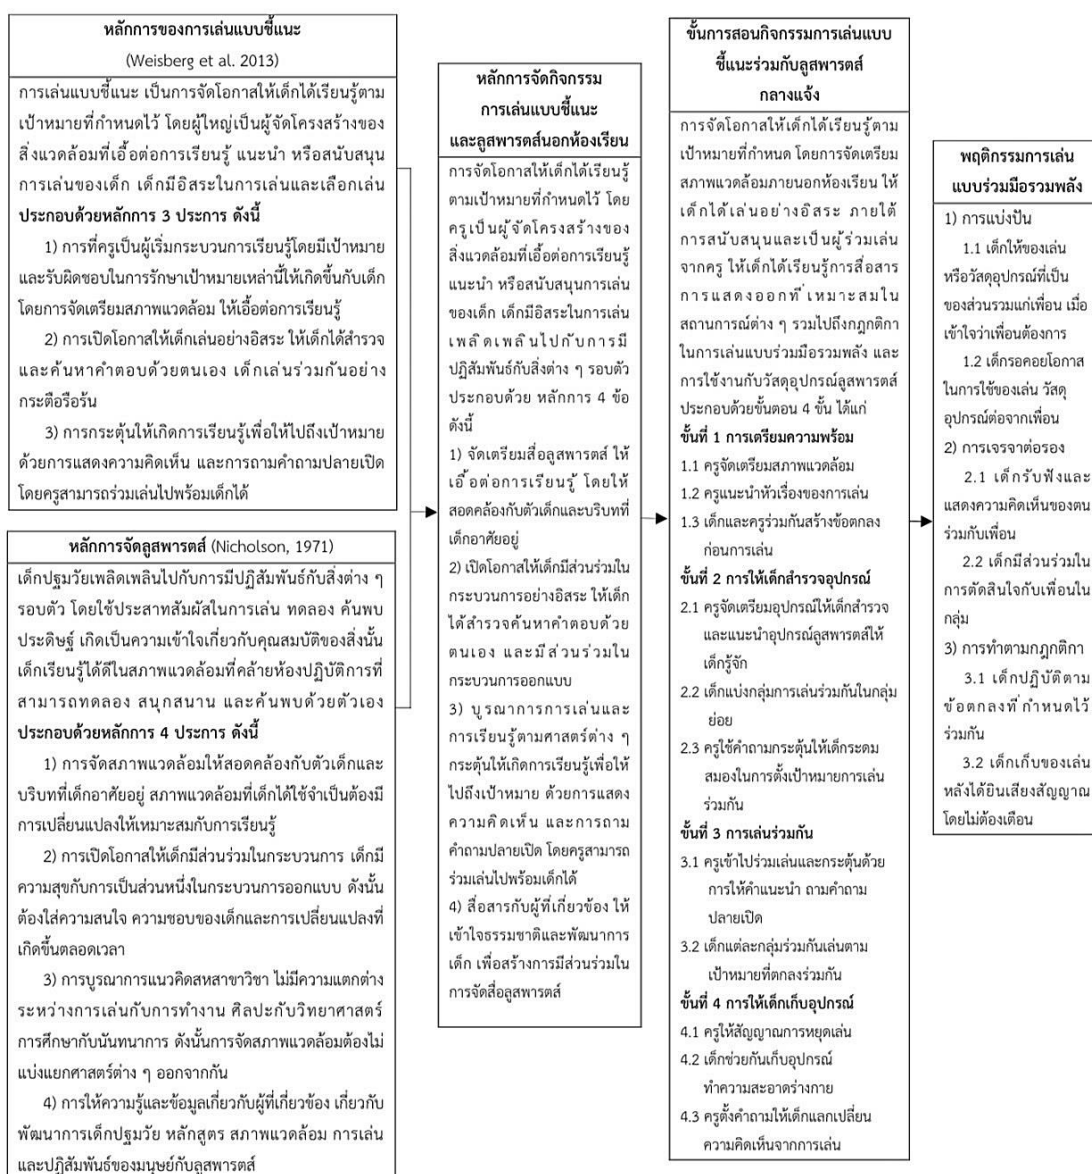 หลักการของการเล่นแบบชี้แนะ
(Weisberg et al. 2013)
การเล่นแบบชี้แนะ เป็นการจัดโอกาสให้เด็กได้เรียนรู้ตาม
เป้าหมายที่กำหนดไว้ โดยผู้ใหญ่เป็นผู้จัดโครงสร้างของ
สิ่งแวดล้อมที่เอื้อต่อการเรียนรู้ แนะนำ หรือสนับสนุน
การเล่นของเด็ก เด็กมีอิสระในการเล่นและเลือกเล่น
ประกอบด้วยหลักการ 3 ประการ ดังนี้
1) การที่ครูเป็นผู้เริ่มกระบวนการเรียนรู้โดยมีเป้าหมาย
และรับผิดชอบในการรักษาเป้าหมายเหล่านี้ให้เกิดขึ้นกับเด็ก
โดยการจัดเตรียมสภาพแวดล้อม ให้เอื้อต่อการเรียนรู้
2) การเปิดโอกาสให้เด็กเล่นอย่างอิสระ ให้เด็กได้สำรวจ
และค้นหาคำตอบด้วยตนเอง เด็กเล่นร่วมกันอย่าง
กระตือรือร้น
3) การกระตุ้นให้เกิดการเรียนรู้เพื่อให้ไปถึงเป้าหมาย
ด้วยการแสดงความคิดเห็น และการถามคำถามปลายเปิด
โดยครูสามารถร่วมเล่นไปพร้อมเด็กได้
หลักการจัดลูสพารตส์ (Nicholson, 1971)
เด็กปฐมวัยเพลิดเพลินไปกับการมีปฏิสัมพันธ์กับสิ่งต่าง ๆ
รอบตัว โดยใช้ประสาทสัมผัสในการเล่น ทดลอง ค้นพบ
ประดิษฐ์ เกิดเป็นความเข้าใจเกี่ยวกับคุณสมบัติของสิ่งนั้น
เด็กเรียนรู้ได้ดีในสภาพแวดล้อมที่คล้ายห้องปฏิบัติการที่
สามารถทดลอง สนุกสนาน และค้นพบด้วยตัวเอง
ประกอบด้วยหลักการ 4 ประการ ดังนี้
1) การจัดสภาพแวดล้อมให้สอดคล้องกับตัวเด็กและ
บริบทที่เด็กอาศัยอยู่ สภาพแวดล้อมที่เด็กได้ใช้จำเป็นต้องมี
การเปลี่ยนแปลงให้เหมาะสมกับการเรียนรู้
2) การเปิดโอกาสให้เด็กมีส่วนร่วมในกระบวนการ เด็กมี
ความสุขกับการเป็นส่วนหนึ่งในกระบวนการออกแบบ ดังนั้น
ต้องใส่ความสนใจ ความชอบของเด็กและการเปลี่ยนแปลงที่
เกิดขึ้นตลอดเวลา
3) การบูรณาการแนวคิดสหสาขาวิชา ไม่มีความแตกต่าง
ระหว่างการเล่นกับการทำงาน ศิลปะกับวิทยาศาสตร์
การศึกษากับนันทนาการ ดังนั้นการจัดสภาพแวดล้อมต้องไม่
แบ่งแยกศาสตร์ต่าง ๆ ออกจากกัน
4) การให้ความรู้และข้อมูลเกี่ยวกับผู้ที่เกี่ยวข้อง เกี่ยวกับ
พัฒนาการเด็กปฐมวัย หลักสูตร สภาพแวดล้อม การเล่น
และปฏิสัมพันธ์ของมนุษย์กับลูสพารตส์
หลักการจัดกิจกรรม
การเล่นแบบชี้แนะ
และลูสพารตส์นอกห้องเรียน
การจัดโอกาสให้เด็กได้เรียนรู้
ตามเป้าหมายที่กำหนดไว้ โดย
ครูเป็นผู้จัดโครงสร้างของ
สิ่งแวดล้อมที่เอื้อต่อการเรียนรู้
แนะนำ หรือสนับสนุนการเล่น
ของเด็ก เด็กมีอิสระในการเล่น
เพลิดเพลินไปกับการมี
ปฏิสัมพันธ์กับสิ่งต่าง ๆ รอบตัว
ประกอบด้วย หลักการ 4 ข้อ
ดังนี้
1) จัดเตรียมสื่อลูสพารตส์ ให้
เอื้อต่อการเรียนรู้ โดยให้
สอดคล้องกับตัวเด็กและบริบทที่
เด็กอาศัยอยู่
2) เปิดโอกาสให้เด็กมีส่วนร่วมใน
กระบวนการอย่างอิสระ ให้เด็ก
ได้สำรวจค้นหาคำตอบด้วย
ตนเอง และมีส่วนร่วมใน
กระบวนการออกแบบ
3) บูรณาการการเล่นและ
การเรียนรู้ตามศาสตร์ต่าง ๆ
กระตุ้นให้เกิดการเรียนรู้เพื่อให้
ไปถึงเป้าหมาย ด้วยการแสดง
ความคิดเห็น และการถาม
คำถามปลายเปิด โดยครูสามารถ
ร่วมเล่นไปพร้อมเด็กได้
4) สื่อสารกับผู้ที่เกี่ยวข้อง ให้
เข้าใจธรรมชาติและพัฒนาการ
เด็ก เพื่อสร้างการมีส่วนร่วมใน
การจัดสื่อลูสพารตส์
ขั้นการสอนกิจกรรมการเล่นแบบ
ชี้แนะร่วมกับลูสพารตส์
กลางแจ้ง
การจัดโอกาสให้เด็กได้เรียนรู้ตาม
เป้าหมายที่กำหนด โดยการจัดเตรียม
สภาพแวดล้อมภายนอกห้องเรียน ให้
เด็กได้เล่นอย่างอิสระ ภายใต้
การสนับสนุนและเป็นผู้ร่วมเล่น
จากครู ให้เด็กได้เรียนรู้การสื่อสาร
การแสดงออกที่เหมาะสมใน
สถานการณ์ต่าง ๆ รวมไปถึงกฎกติกา
ในการเล่นแบบร่วมมือรวมพลัง และ
การใช้งานกับวัสดุอุปกรณ์ลูสพารตส์
ประกอบด้วยขั้นตอน 4 ขั้น ได้แก่
ขั้นที่ 1 การเตรียมความพร้อม
1.1 ครูจัดเตรียมสภาพแวดล้อม
1.2 ครูแนะนำหัวเรื่องของการเล่น
1.3 เด็กและครูร่วมกันสร้างข้อตกลง
ก่อนการเล่น
ขั้นที่ 2 การให้เด็กสำรวจอุปกรณ์
2.1 ครูจัดเตรียมอุปกรณ์ให้เด็กสำรวจ
และแนะนำอุปกรณ์ลูสพารตส์ให้
เด็กรู้จัก
2.2 เด็กแบ่งกลุ่มการเล่นร่วมกันในกลุ่ม
ย่อย
2.3 ครูใช้คำถามกระตุ้นให้เด็กระดม
สมองในการตั้งเป้าหมายการเล่น
ร่วมกัน
ขั้นที่ 3 การเล่นร่วมกัน
3.1 ครูเข้าไปร่วมเล่นและกระตุ้นด้วย
การให้คำแนะนำ ถามคำถาม
ปลายเปิด
3.2 เด็กแต่ละกลุ่มร่วมกันเล่นตาม
เป้าหมายที่ตกลงร่วมกัน
ขั้นที่ 4 การให้เด็กเก็บอุปกรณ์
4.1 ครูให้สัญญาณการหยุดเล่น
4.2 เด็กช่วยกันเก็บอุปกรณ์
ทำความสะอาดร่างกาย
4.3 ครูตั้งคำถามให้เด็กแลกเปลี่ยน
ความคิดเห็นจากการเล่น
พฤติกรรมการเล่น
แบบร่วมมือรวมพลัง
1) การแบ่งปัน
1.1 เด็กให้ของเล่น
หรือวัสดุอุปกรณ์ที่เป็น
ของส่วนรวมแก่เพื่อน เมื่อ
เข้าใจว่าเพื่อนต้องการ
1.2 เด็กรอคอยโอกาส
ในการใช้ของเล่น วัสดุ
อุปกรณ์ต่อจากเพื่อน
2) การเจรจาต่อรอง
2.1 เด็กรับฟังและ
แสดงความคิดเห็นของตน
ร่วมกับเพื่อน
2.2 เด็กมีส่วนร่วมใน
การตัดสินใจกับเพื่อนใน
กลุ่ม
3) การทำตามกฎกติกา
3.1 เด็กปฏิบัติตาม
ข้อตกลงที่กำหนดไว้
ร่วมกัน
3.2 เด็กเก็บของเล่น
หลังได้ยินเสียงสัญญาณ
โดยไม่ต้องเตือน